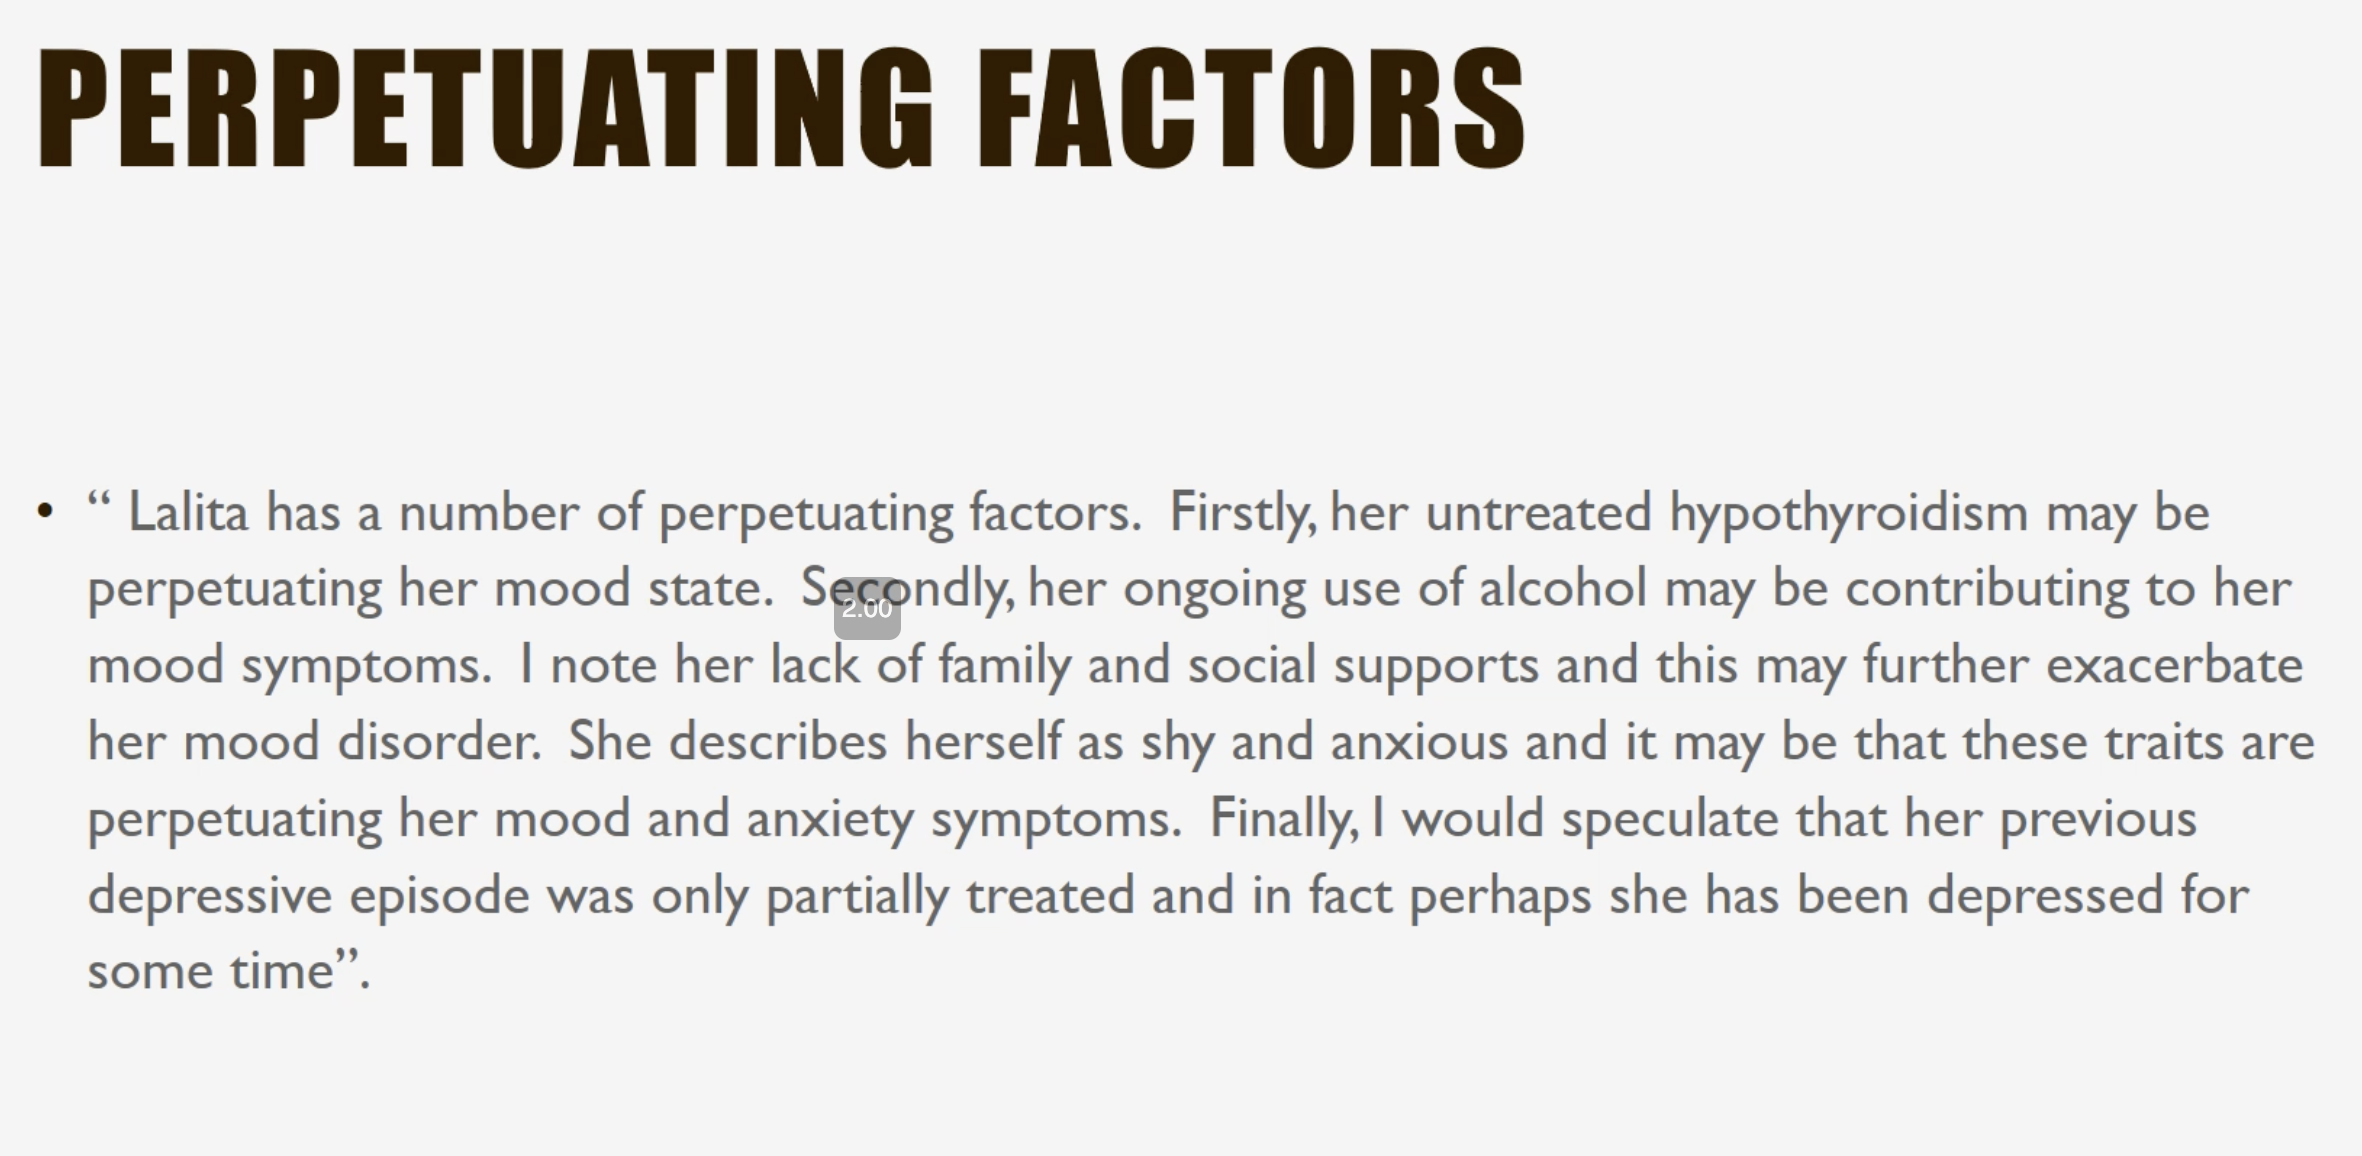 PERPETUATING FACTORS
• “ Lalita has a number of perpetuating factors.  Firstly, her untreated hypothyroidism may be
perpetuating her mood state.  Secondly, her ongoing use of alcohol may be contributing to her
2.00
mood symptoms.  I note her lack of family and social supports and this may further exacerbate
her mood disorder.  She describes herself as shy and anxious and it may be that these traits are
perpetuating her mood and anxiety symptoms.  Finally, I would speculate that her previous
depressive episode was only partially treated and in fact perhaps she has been depressed for
some time”.